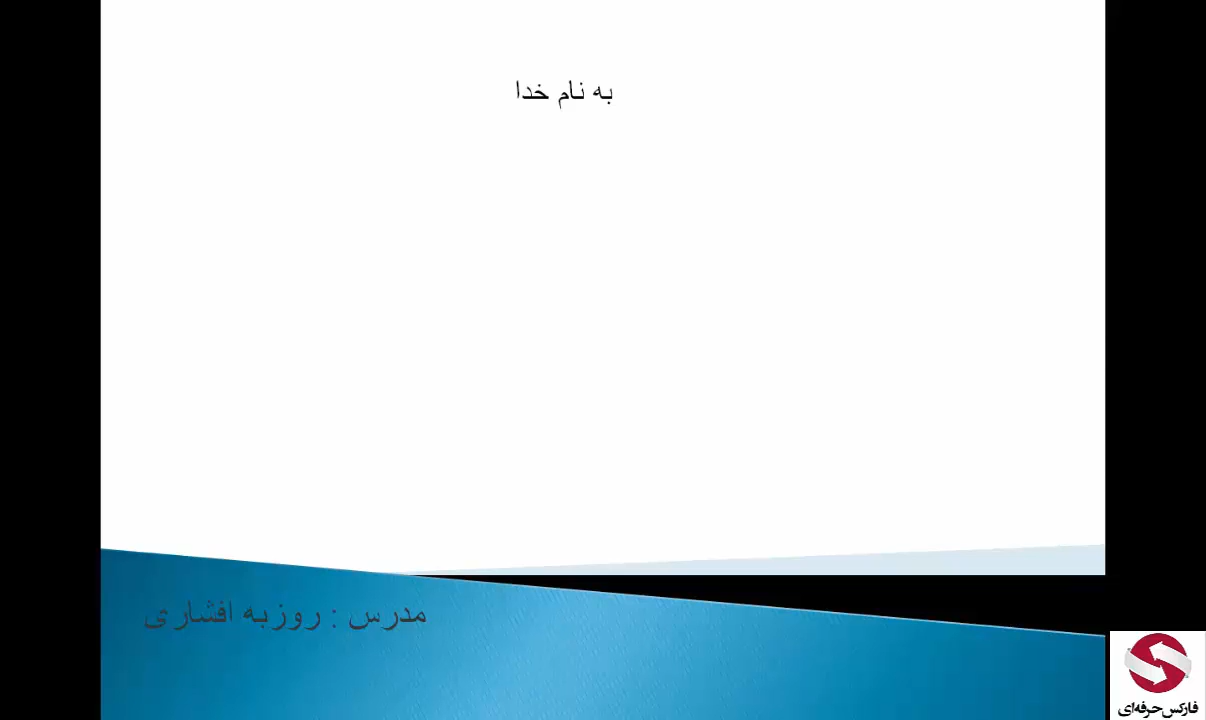 به نام خدا
مدرس : روزبه افشاری
فارکس‌حرفه‌ای